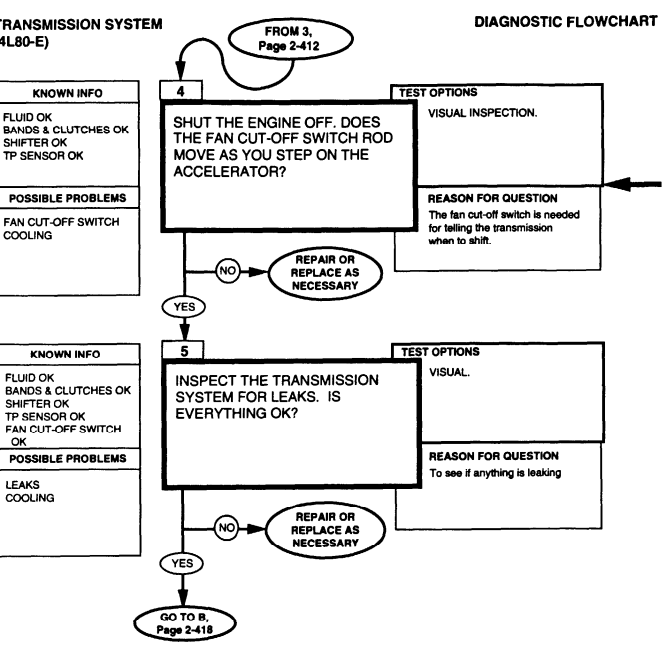 TRANSMISSION SYSTEM
4L80-E)
DIAGNOSTIC FLOWCHART
FROM 3,
Page 2-412
KNOWN INFO
FLUID OK
BANDS & CLUTCHES OK
SHIFTER OK
TP SENSOR OK
POSSIBLE PROBLEMS
FAN CUT-OFF SWITCH
COOLING
4
SHUT THE ENGINE OFF. DOES
THE FAN CUT-OFF SWITCH ROD
MOVE AS YOU STEP ON THE
ACCELERATOR?
TEST OPTIONS
VISUAL INSPECTION.
REASON FOR QUESTION
The fan cut-off switch is needed
for telling the transmission
when to shift.
NO
REPAIR OR
REPLACE AS
NECESSARY
YES
KNOWN INFO
FLUID OK
BANDS & CLUTCHES OK
SHIFTER OK
TP SENSOR OK
FAN CUT-OFF SWITCH
OK
POSSIBLE PROBLEMS
LEAKS
COOLING
5
INSPECT THE TRANSMISSION
SYSTEM FOR LEAKS. IS
EVERYTHING OK?
TEST OPTIONS
VISUAL.
REASON FOR QUESTION
To see if anything is leaking
NO
REPAIR OR
REPLACE AS
NECESSARY
YES
GO TO B,
Page 2-418